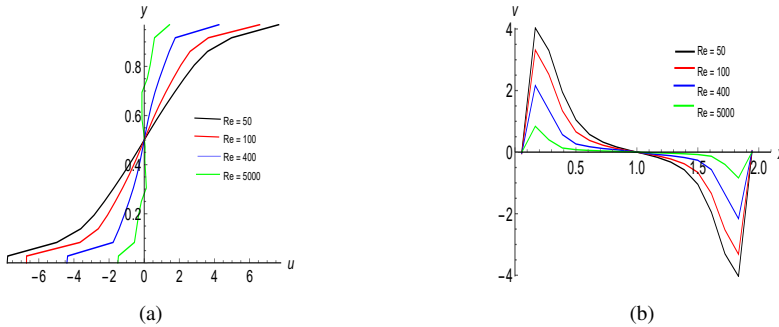 y
0.8
0.6
0.4
0.2
−6
−4
−2
0
2
4
6
u
Re = 50
Re = 100
Re = 400
Re = 5000
(a)
v
4
2
0
−2
−4
0.5
1.0
1.5
2.0
Re = 50
Re = 100
Re = 400
Re = 5000
(b)